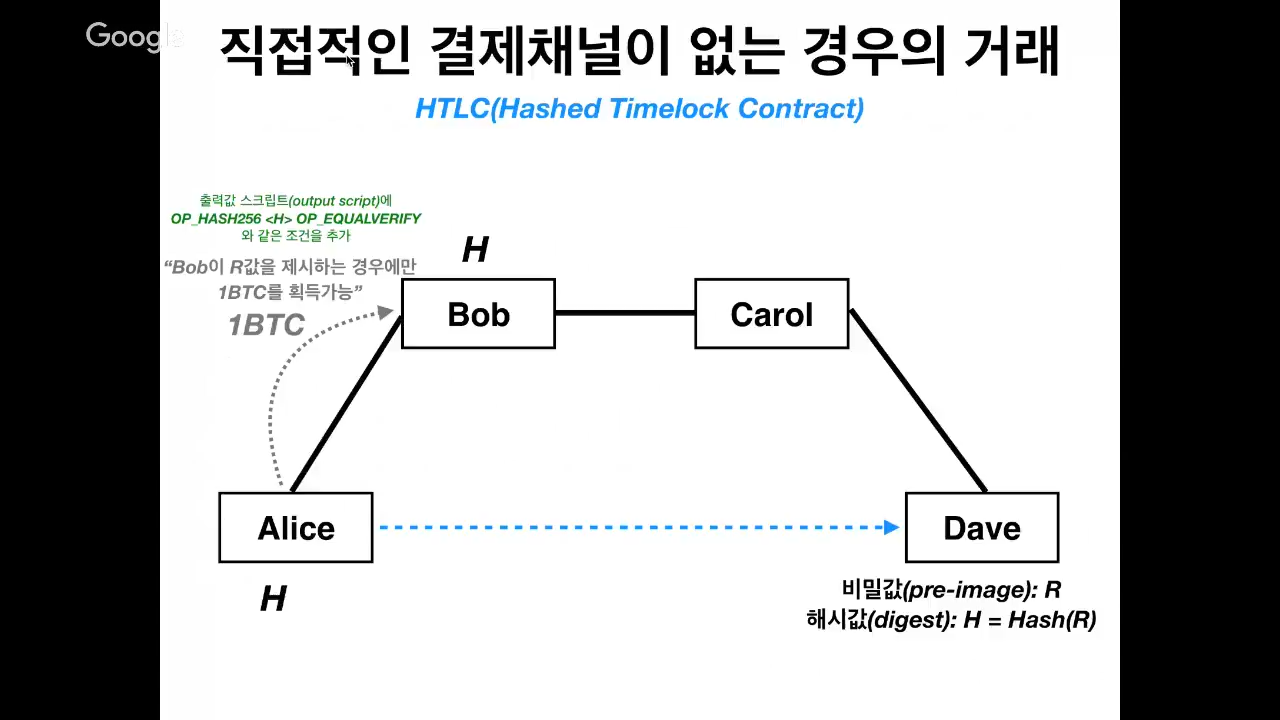 Google
직접적인 결제채널이 없는 경우의 거래
HTLC(Hashed Timelock Contract)
출력값 스크립트(output script)에
OP_HASH256 <H> OP_EQUALVERIFY
와 같은 조건을 추가
“Bob이 R값을 제시하는 경우에만
1BTC를 획득가능”
1BTC
H
Bob
Carol
Alice
Dave
H
비밀값(pre-image): R
해시값(digest): H = Hash(R)